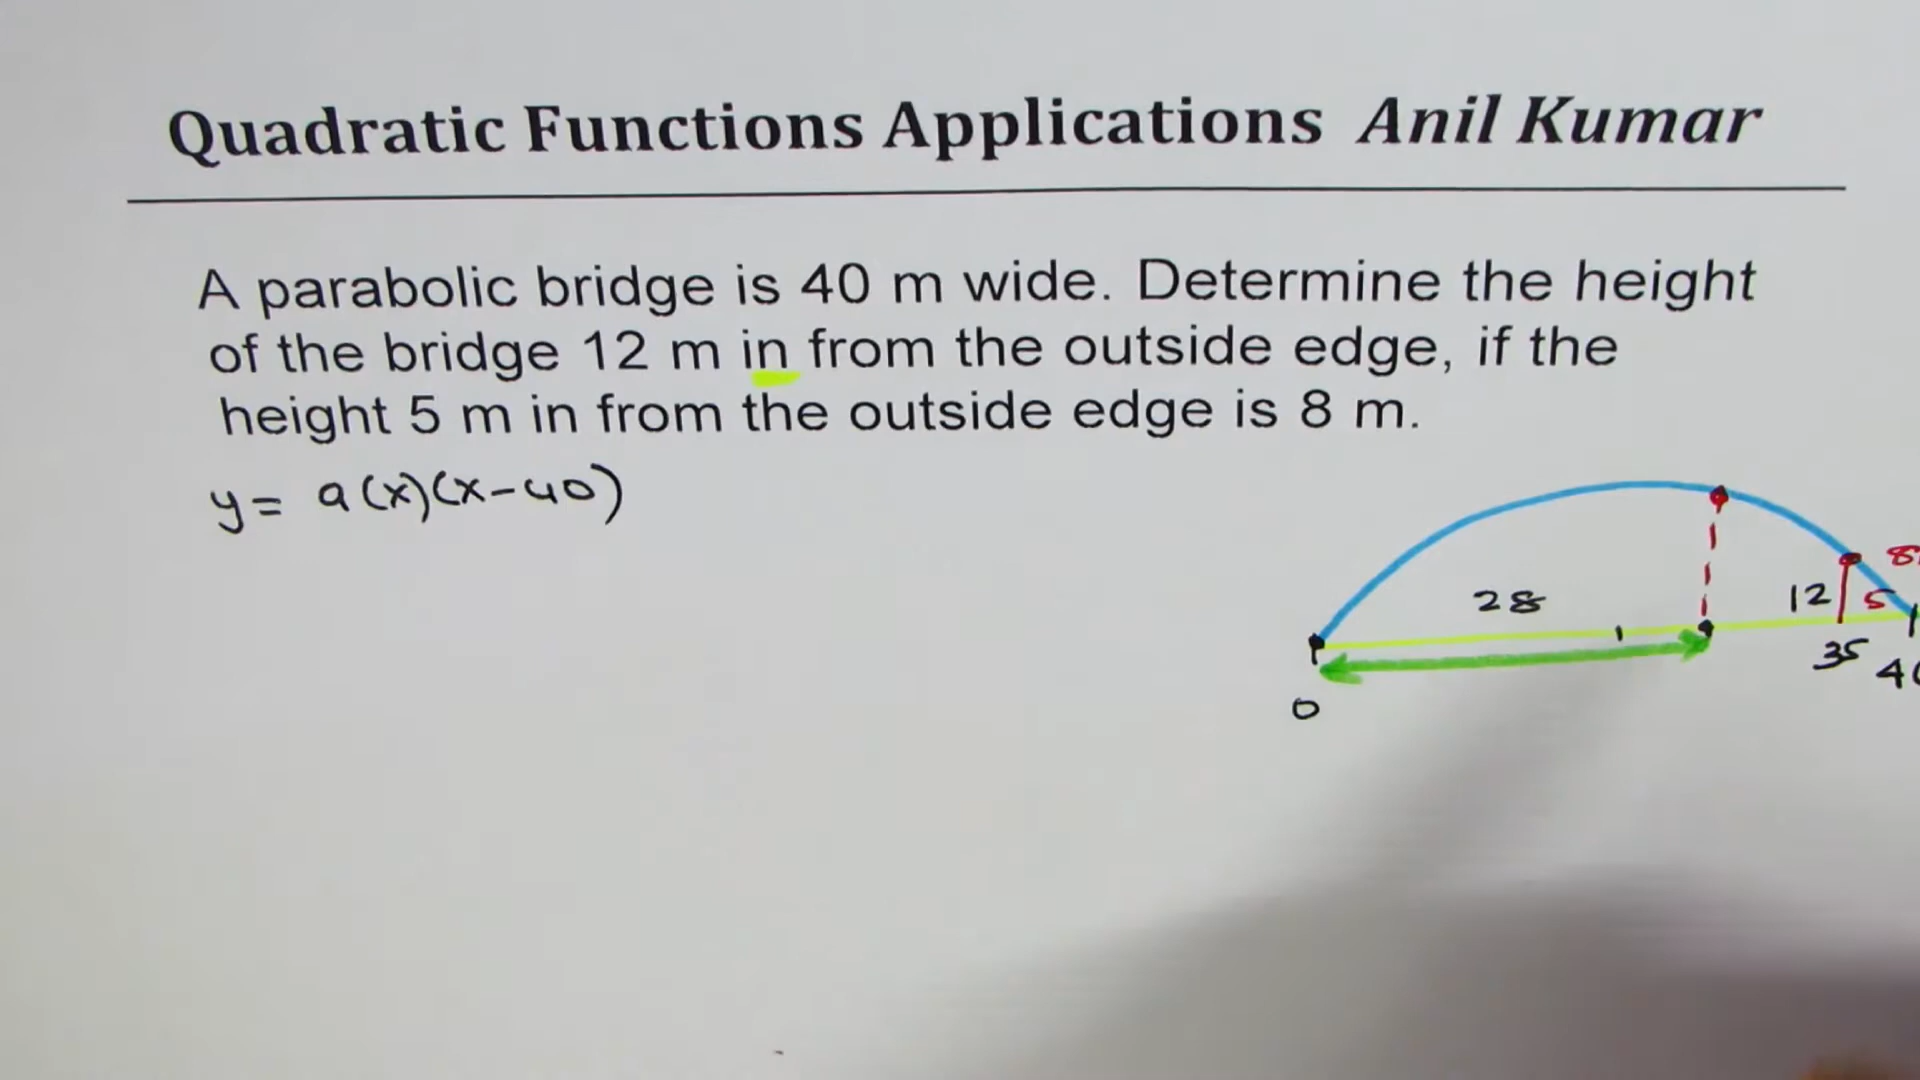 Quadratic Functions Applications Anil Kumar
A parabolic bridge is 40 m wide. Determine the height
of the bridge 12 m in from the outside edge, if the
height 5 m in from the outside edge is 8 m.
y = a(x)(x-40)
28
12
5
8
35
0